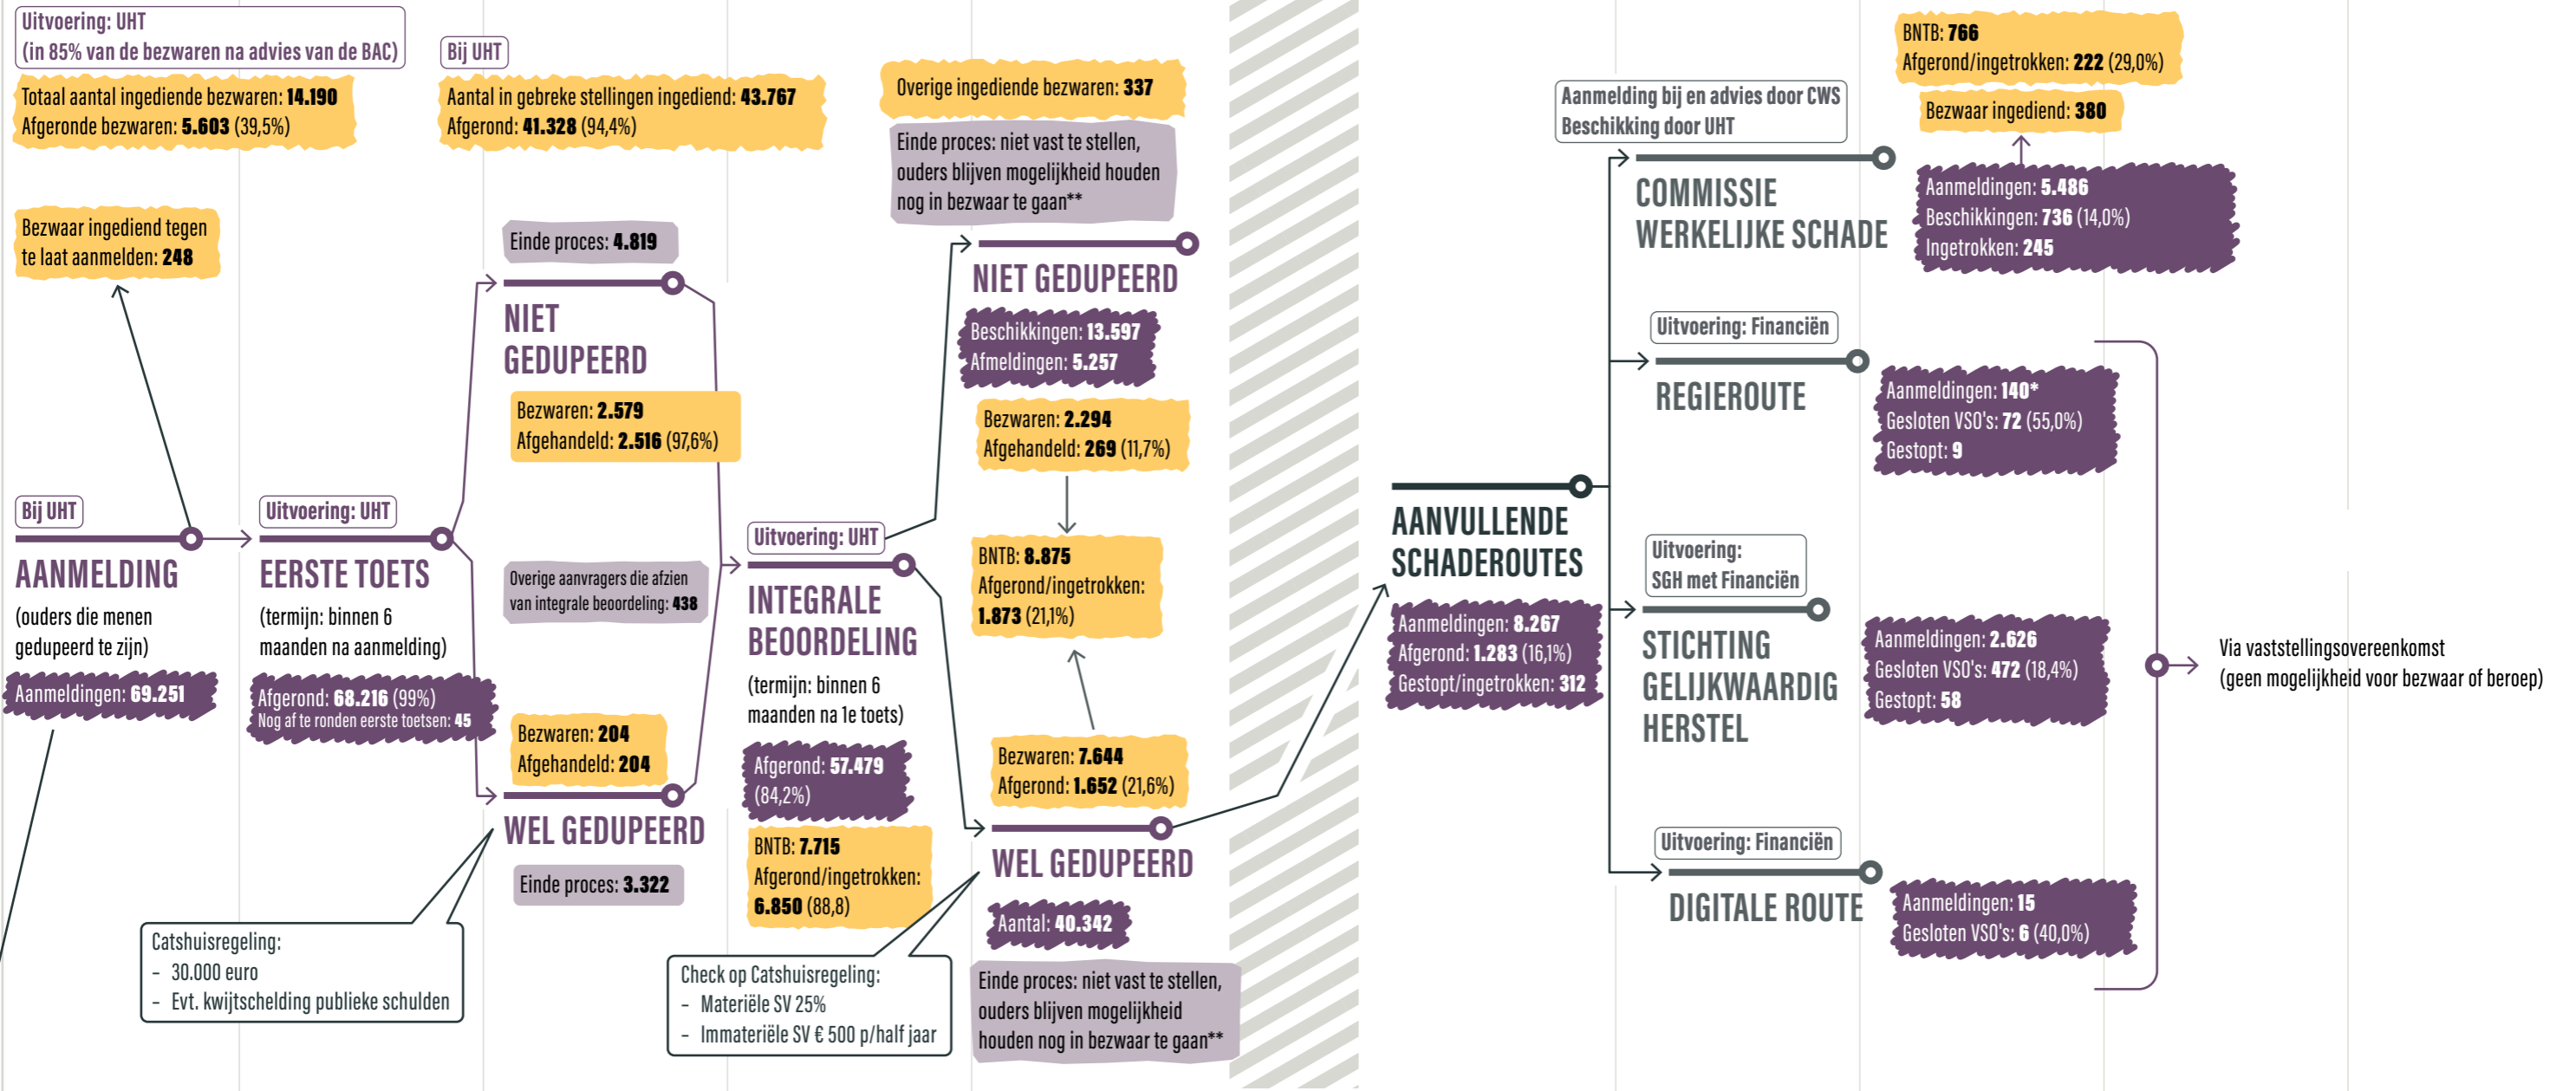 Uitvoering: UHT
(in 85% van de bezwaren na advies van de BAC)
Totaal aantal ingediende bezwaren: 14.190
Afgeronde bezwaren: 5.603 (39,5%)
Bij UHT
Aantal in gebreke stellingen ingediend: 43.767
Afgerond: 41.328 (94,4%)
Bezwaar ingediend tegen
te laat aanmelden: 248
Bij UHT
AANMELDING
(ouders die menen
gedupeerd te zijn)
Aanmeldingen: 69.251
Uitvoering: UHT
EERSTE TOETS
(termijn: binnen 6
maanden na aanmelding)
Afgerond: 68.216 (99%)
Nog af te ronden eerste toetsen: 45
Einde proces: 4.819
NIET
GEDUPEERD
Bezwaren: 2.579
Afgehandeld: 2.516 (97,6%)
Overige aanvragers die afzien
van integrale beoordeling: 438
Bezwaren: 204
Afgehandeld: 204
WEL GEDUPEERD
Einde proces: 3.322
Catshuisregeling:
- 30.000 euro
- Evt. kwijtschelding publieke schulden
Uitvoering: UHT
INTEGRALE
BEOORDELING
(termijn: binnen 6
maanden na 1e toets)
Afgerond: 57.479
(84,2%)
BNTB: 7.715
Afgerond/ingetrokken:
6.850 (88,8)
Check op Catshuisregeling:
- Materiële SV 25%
- Immateriële SV € 500 p/half jaar
Overige ingediende bezwaren: 337
Einde proces: niet vast te stellen,
ouders blijven mogelijkheid houden
nog in bezwaar te gaan**
NIET GEDUPEERD
Beschikkingen: 13.597
Afmeldingen: 5.257
Bezwaren: 2.294
Afgehandeld: 269 (11,7%)
BNTB: 8.875
Afgerond/ingetrokken:
1.873 (21,1%)
Bezwaren: 7.644
Afgerond: 1.652 (21,6%)
WEL GEDUPEERD
Aantal: 40.342
Einde proces: niet vast te stellen,
ouders blijven mogelijkheid
houden nog in bezwaar te gaan**
AANVULLENDE
SCHADEROUTES
Aanmeldingen: 8.267
Afgerond: 1.283 (16,1%)
Gestopt/ingetrokken: 312
Aanmelding bij en advies door CWS
Beschikking door UHT
COMMISSIE
WERKELIJKE SCHADE
BNTB: 766
Afgerond/ingetrokken: 222 (29,0%)
Bezwaar ingediend: 380
Aanmeldingen: 5.486
Beschikkingen: 736 (14,0%)
Ingetrokken: 245
Uitvoering: Financiën
REGIEROUTE
Aanmeldingen: 140*
Gesloten VSO's: 72 (55,0%)
Gestopt: 9
Uitvoering:
SGH met Financiën
STICHTING
GELIJKWAARDIG
HERSTEL
Aanmeldingen: 2.626
Gesloten VSO's: 472 (18,4%)
Gestopt: 58
Uitvoering: Financiën
DIGITALE ROUTE
Aanmeldingen: 15
Gesloten VSO's: 6 (40,0%)
Via vaststellingsovereenkomst
(geen mogelijkheid voor bezwaar of beroep)